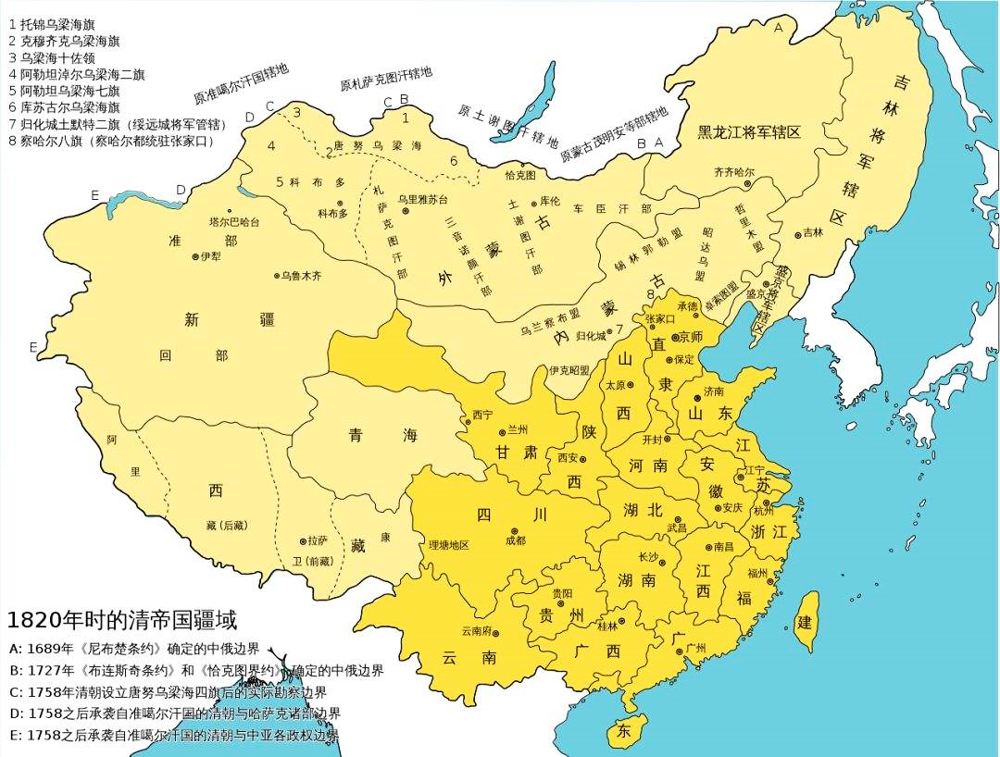 1 托锦乌梁海旗
2 克穆齐克乌梁海旗
3 乌梁海十佐领
4 阿勒坦淖尔乌梁海二旗
5 阿勒坦乌梁海七旗
6 库苏古尔乌梁海旗
7 归化城土默特二旗（绥远城将军管辖）
8 察哈尔八旗（察哈尔都统驻张家口）
原准噶尔汗国辖地
原札萨克图汗辖地
原土谢图汗辖地
原蒙古茂明安等部辖地
A
B A
C B
C
D
D
E
E
1
2
3
4
5
6
7
8
唐努乌梁海
科布多
科布多
札萨克图汗部
乌里雅苏台
三音诺颜汗部
土谢图汗部
恰克图
库伦
车臣汗部
外蒙古
黑龙江将军辖区
齐齐哈尔
吉林将军辖区
吉林
哲里木盟
昭达乌盟
锡林郭勒盟
卓索图盟
乌兰察布盟
伊克昭盟
内蒙古
归化城
盛京将军辖区
盛京
塔尔巴哈台
准部
伊犁
乌鲁木齐
新疆
回部
阿里
西藏
藏(后藏)
拉萨
卫(前藏)
康
青海
西宁
兰州
甘肃
陕西
西安
山西
太原
直隶
承德
张家口
京师
保定
济南
山东
开封
河南
江苏
江宁
安徽
安庆
杭州
浙江
湖北
武昌
四川
成都
理塘地区
长沙
湖南
南昌
江西
福州
福建
贵阳
贵州
云南府
云南
桂林
广西
广州
广东
1820年时的清帝国疆域
A: 1689年《尼布楚条约》确定的中俄边界
B: 1727年《布连斯奇条约》和《恰克图界约》确定的中俄边界
C: 1758年清朝设立唐努乌梁海四旗后的实际勘察边界
D: 1758之后承袭自准噶尔汗国的清朝与哈萨克诸部边界
E: 1758之后承袭自准噶尔汗国的清朝与中亚各政权边界